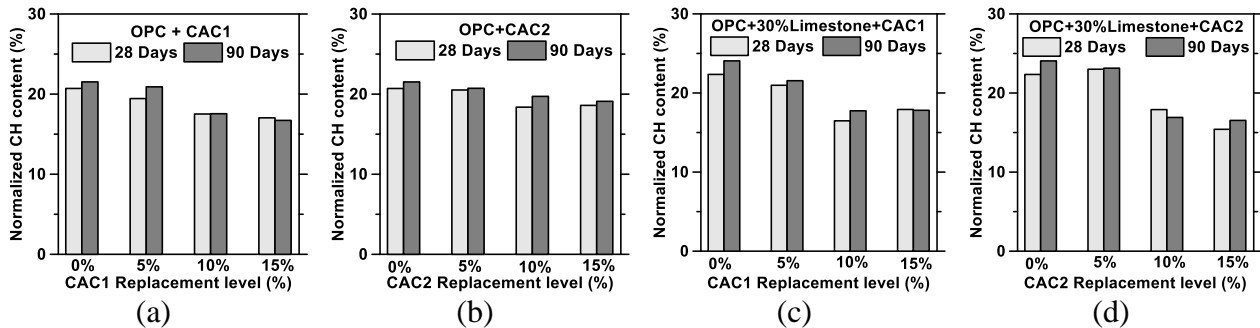 Normalized CH content (%)
30
20
10
0
OPC + CAC1
28 Days
90 Days
0% 5% 10% 15%
CAC1 Replacement level (%)
(a)
Normalized CH content (%)
30
20
10
0
OPC+CAC2
28 Days
90 Days
0% 5% 10% 15%
CAC2 Replacement level (%)
(b)
Normalized CH content (%)
30
20
10
0
OPC+30%Limestone+CAC1
28 Days
90 Days
0% 5% 10% 15%
CAC1 Replacement level (%)
(c)
Normalized CH content (%)
30
20
10
0
OPC+30%Limestone+CAC2
28 Days
90 Days
0% 5% 10% 15%
CAC2 Replacement level (%)
(d)